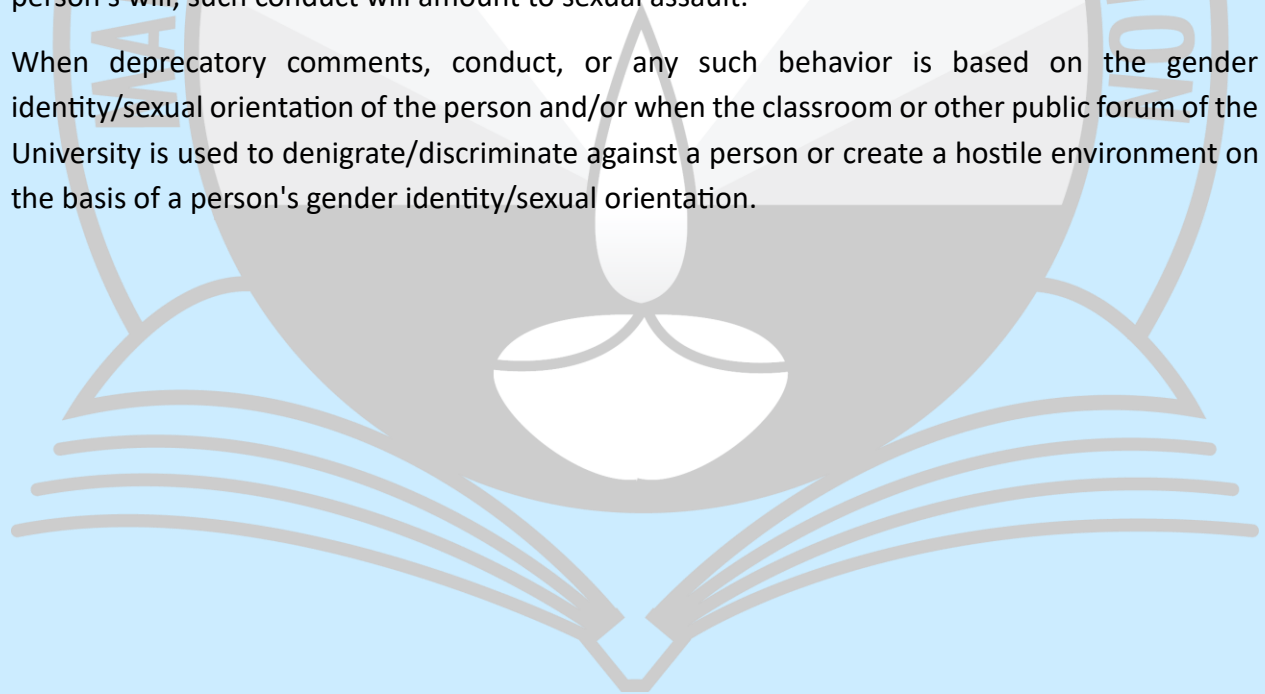 person's will, such conduct will amount to sexual assault.
When deprecatory comments, conduct, or any such behavior is based on the gender
identity/sexual orientation of the person and/or when the classroom or other public forum of the
University is used to denigrate/discriminate against a person or create a hostile environment on
the basis of a person's gender identity/sexual orientation.
MA
NOW